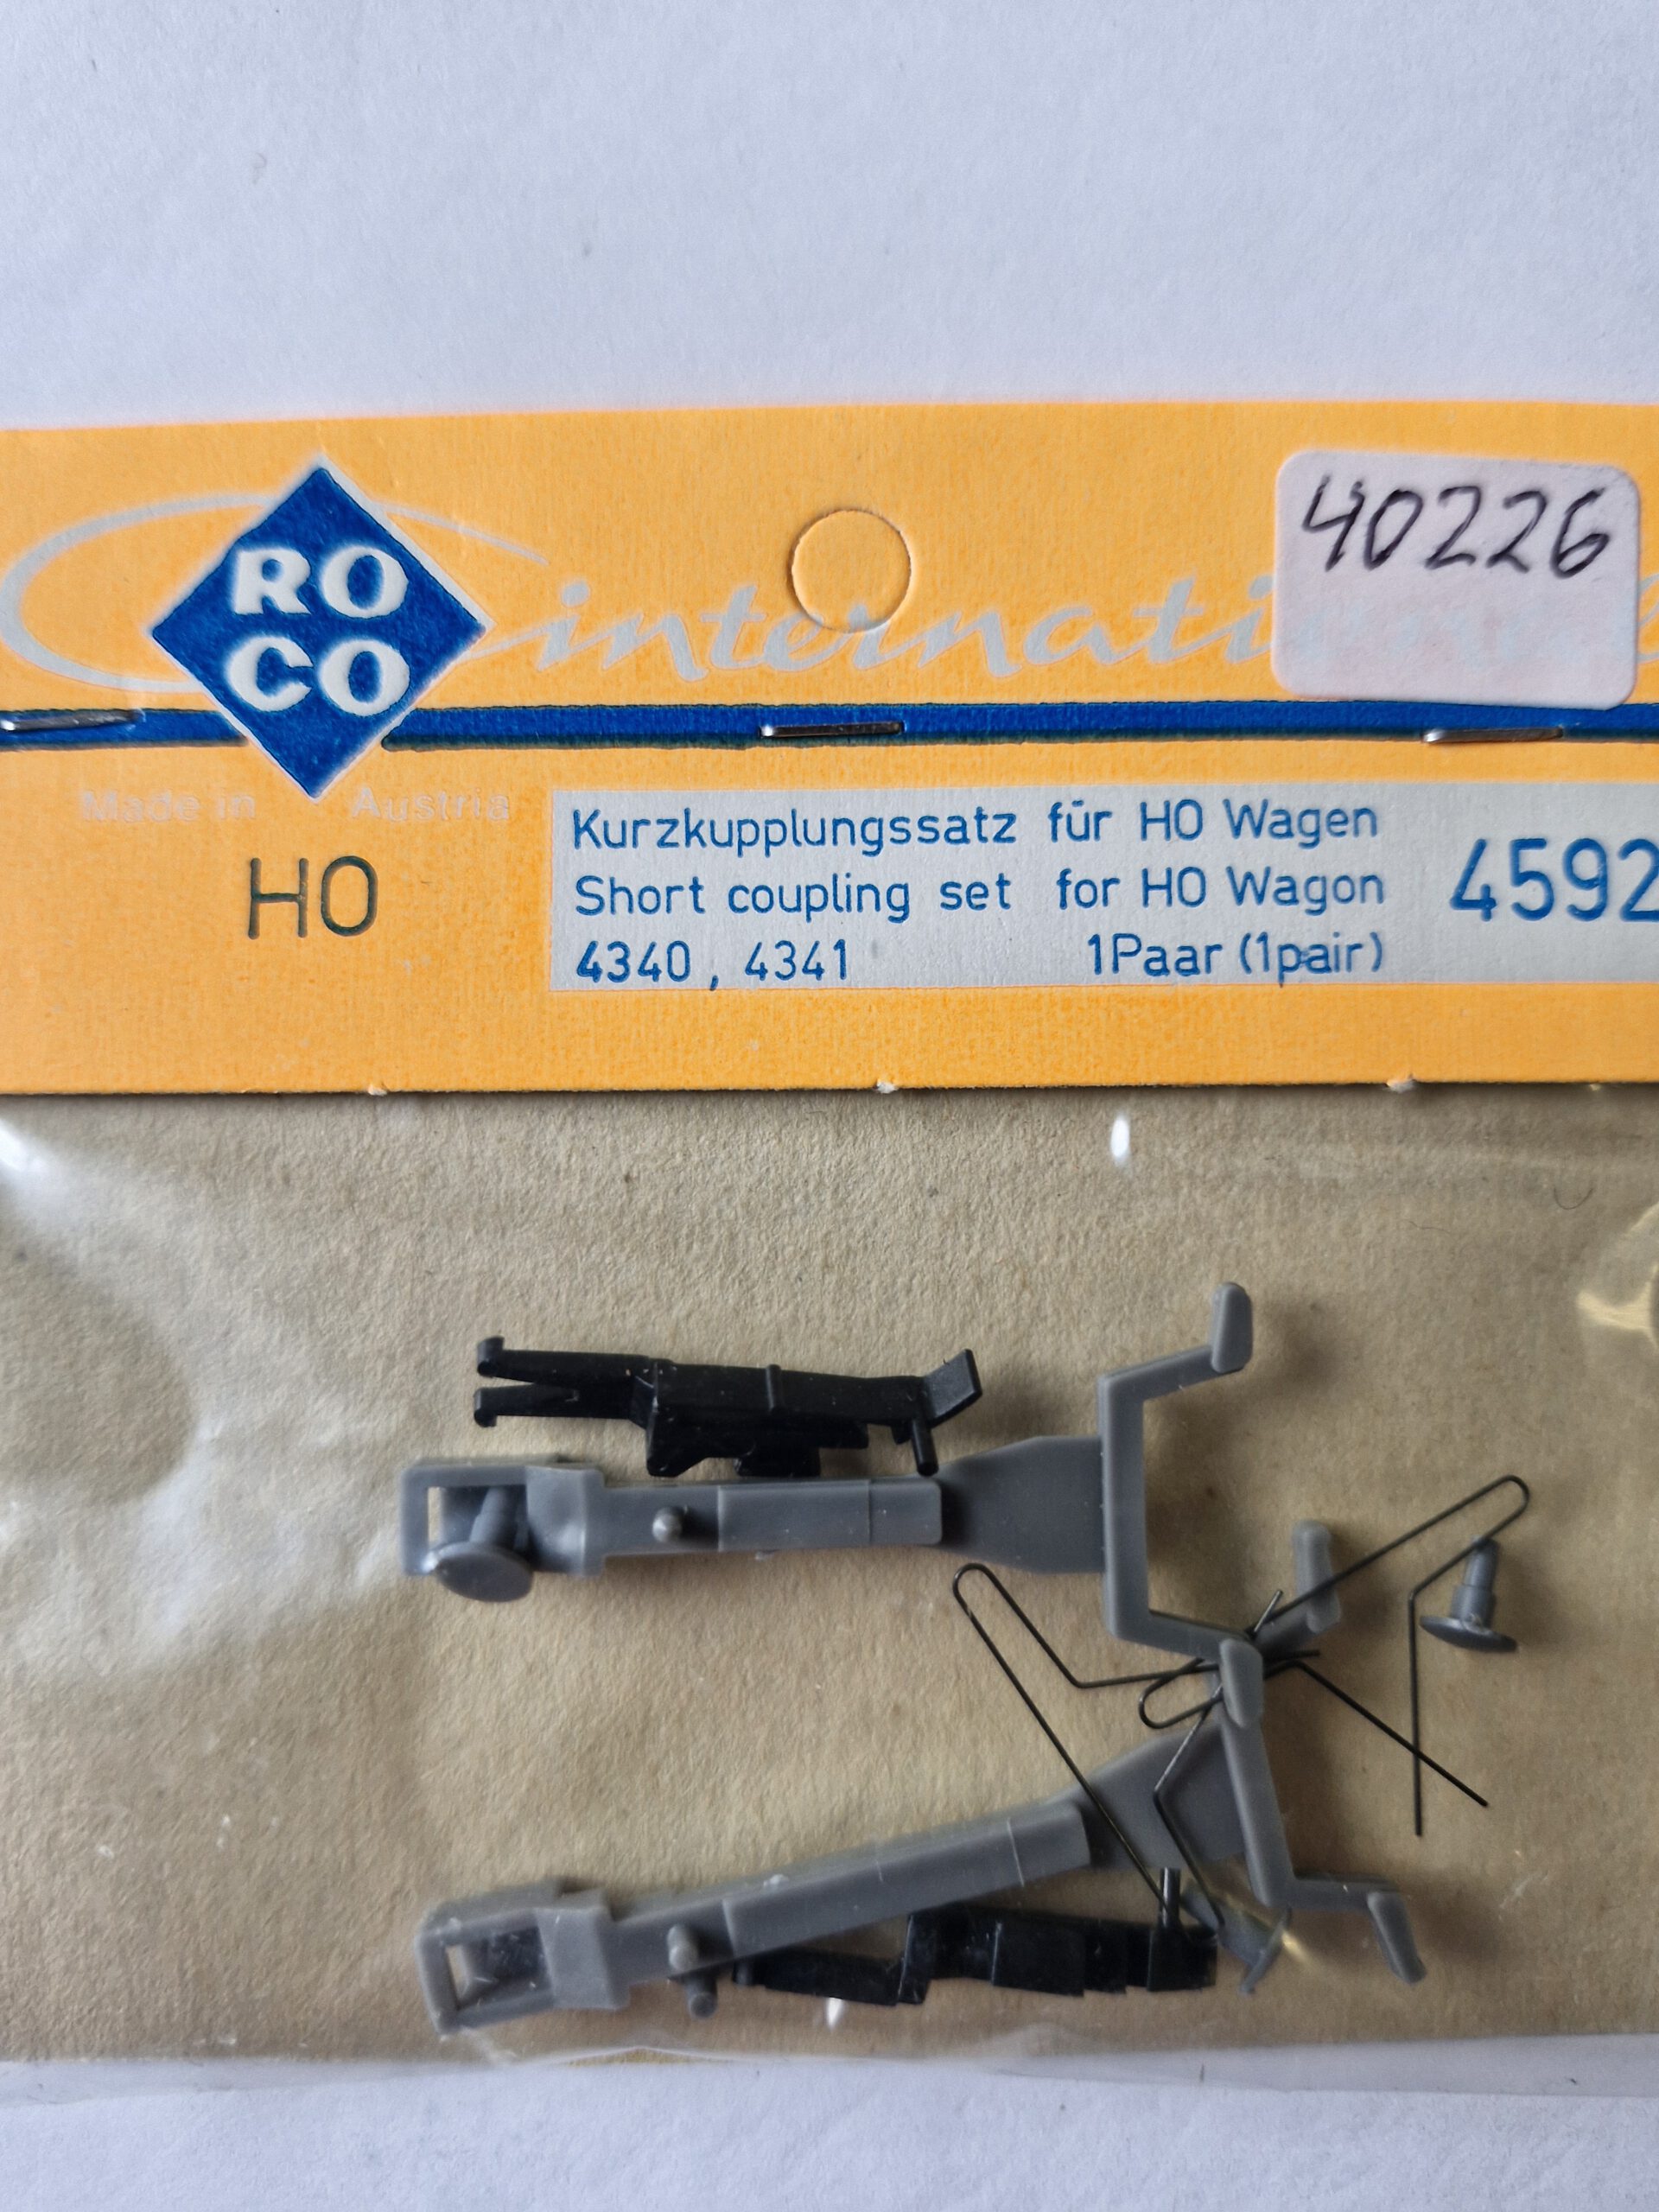 RO
CO
international
40226
Made in Austria
HO
Kurzkupplungssatz für HO Wagen
Short coupling set for HO Wagon
4340, 4341 1Paar (1pair)
4592